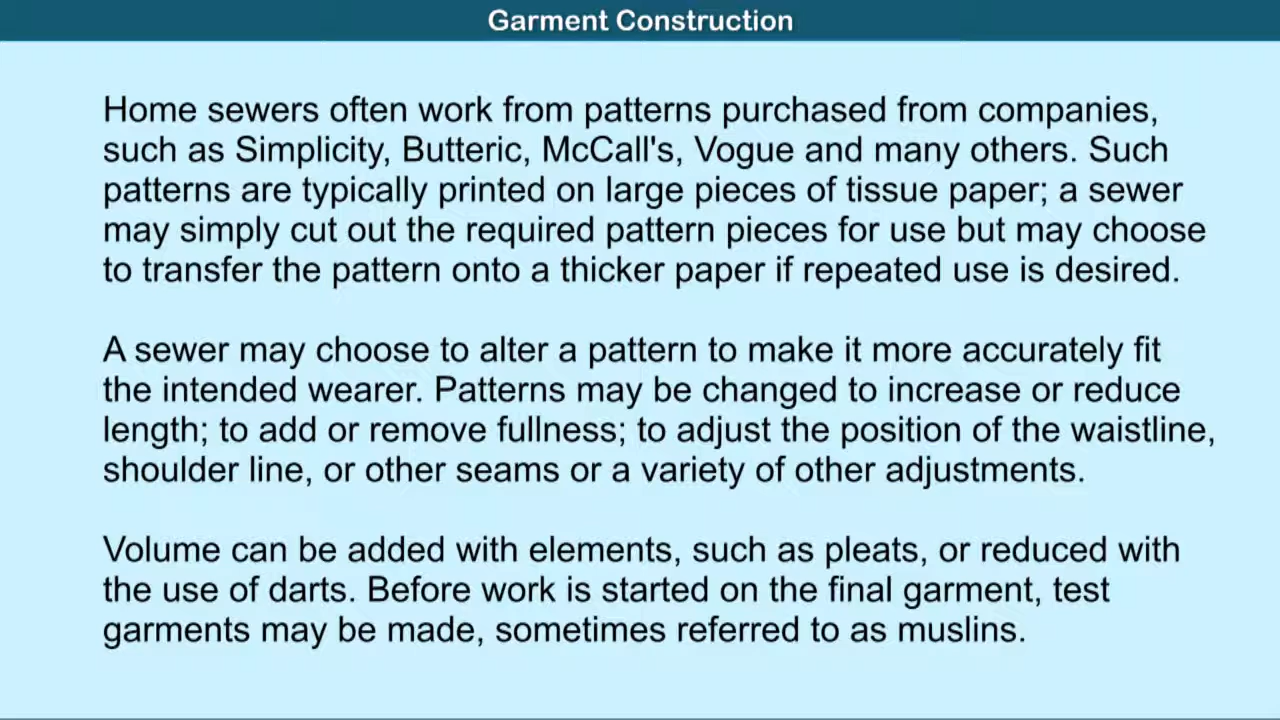 Garment Construction
Home sewers often work from patterns purchased from companies,
such as Simplicity, Butteric, McCall's, Vogue and many others. Such
patterns are typically printed on large pieces of tissue paper; a sewer
may simply cut out the required pattern pieces for use but may choose
to transfer the pattern onto a thicker paper if repeated use is desired.
A sewer may choose to alter a pattern to make it more accurately fit
the intended wearer. Patterns may be changed to increase or reduce
length; to add or remove fullness; to adjust the position of the waistline,
shoulder line, or other seams or a variety of other adjustments.
Volume can be added with elements, such as pleats, or reduced with
the use of darts. Before work is started on the final garment, test
garments may be made, sometimes referred to as muslins.